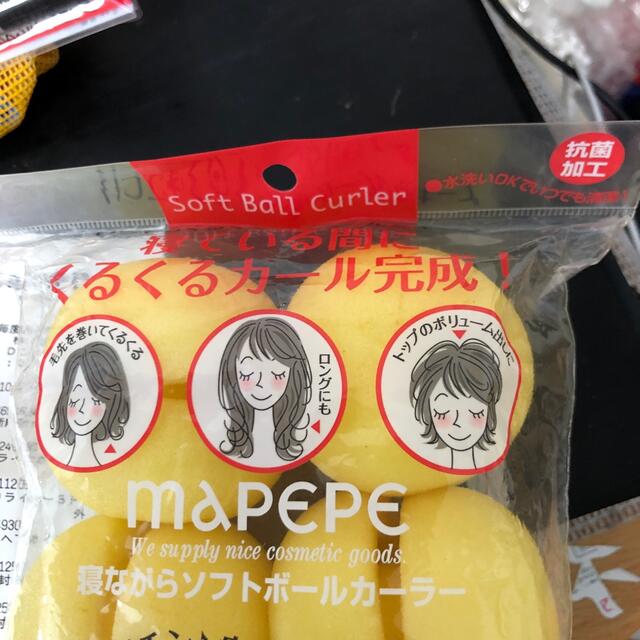 Soft Ball Curler
抗菌
加工
●水洗いOKでいつでも清潔!
寝ている間に
くるくるカール完成!
毛先を巻いてくるくる
ロングにも
トップのボリューム出しに
mAPEPE
We supply nice cosmetic goods.
寝ながらソフトボールカーラー